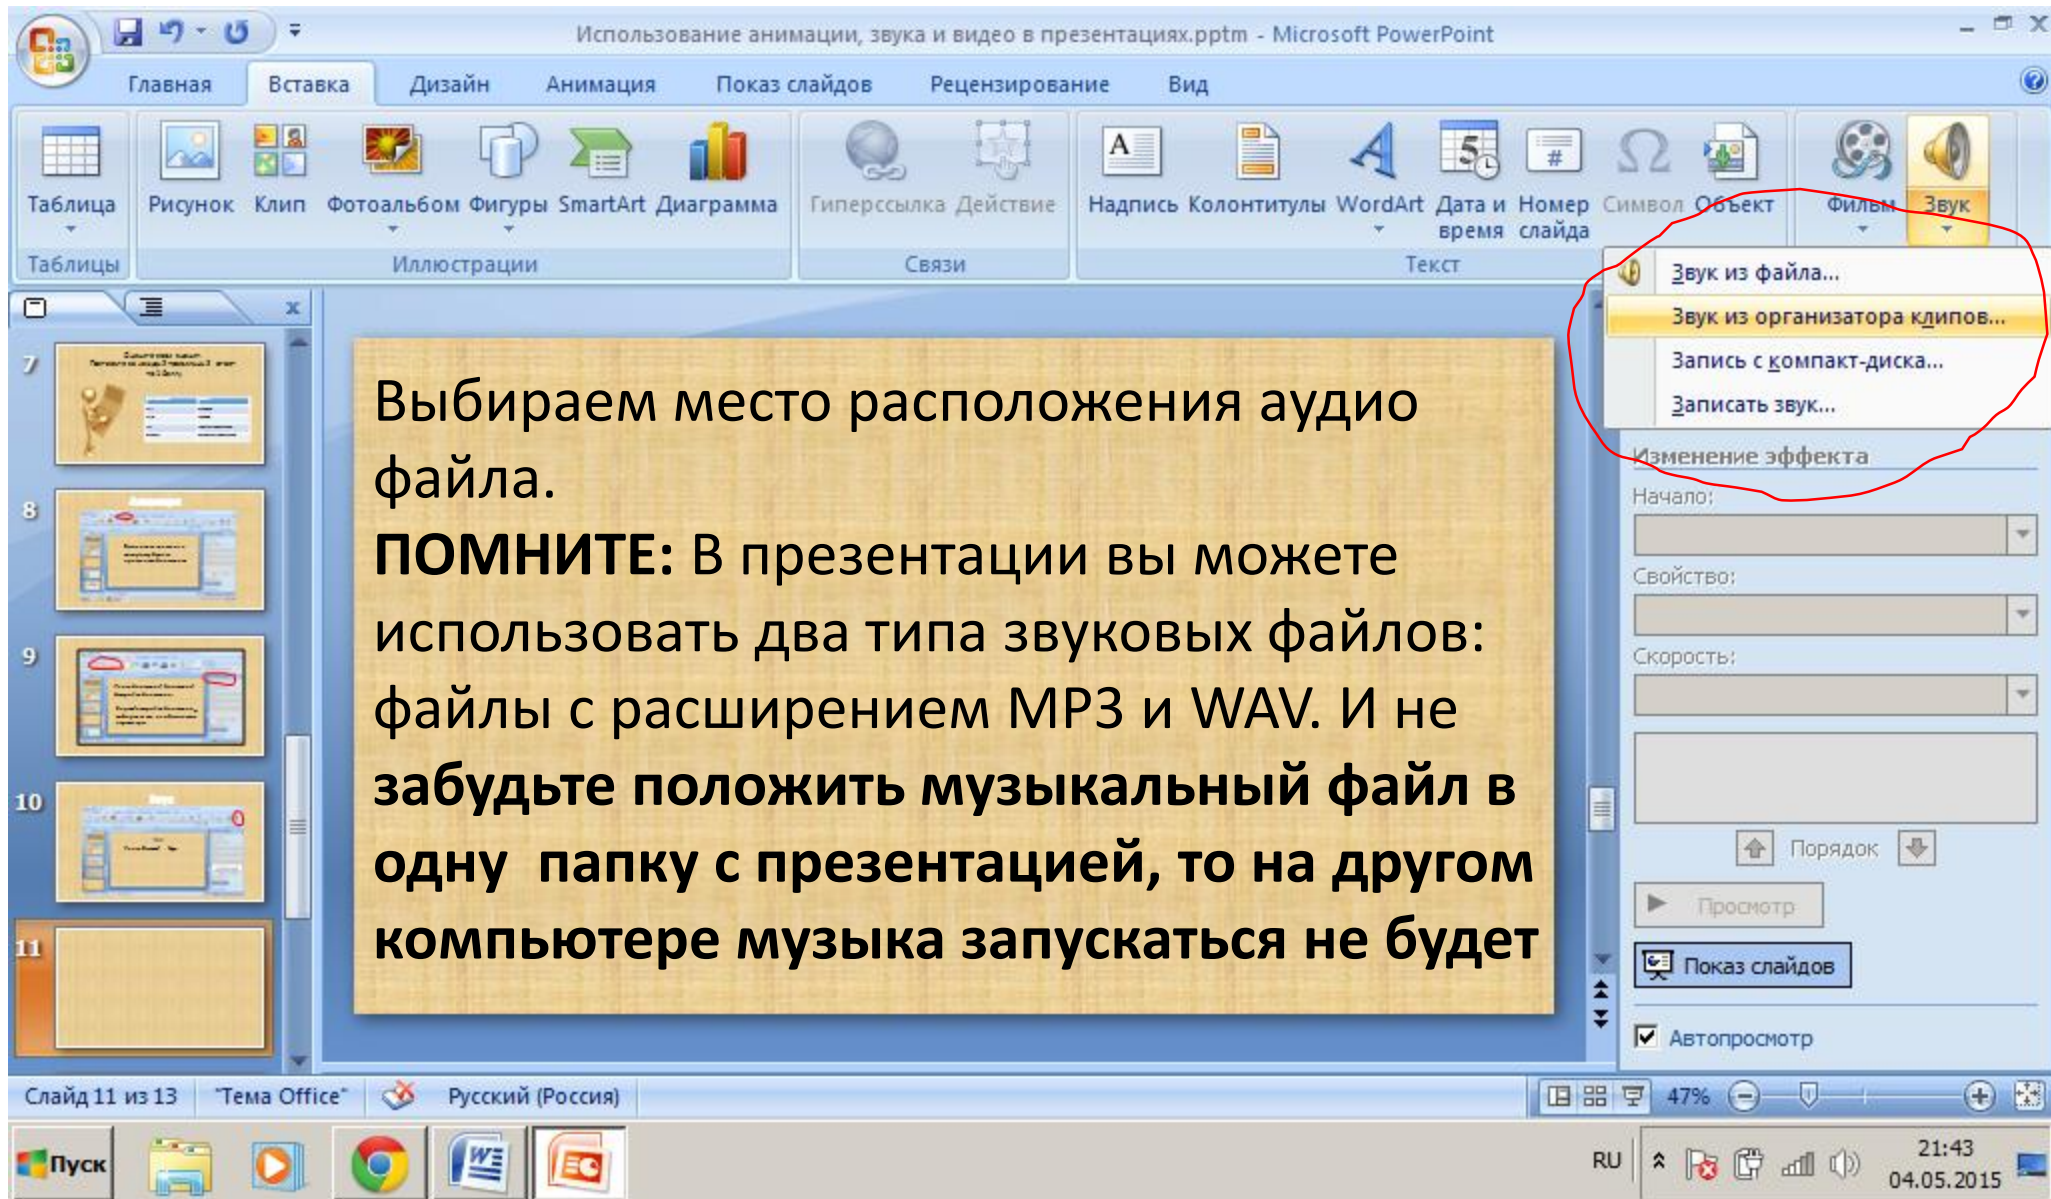 Использование анимации, звука и видео в презентациях.pptm - Microsoft PowerPoint
Главная Вставка Дизайн Анимация Показ слайдов Рецензирование Вид
Таблица Рисунок Клип Фотоальбом Фигуры SmartArt Диаграмма Гиперссылка Действие Надпись Колонтитулы WordArt Дата и время Номер слайда Символ Объект Фильм Звук
Таблицы Иллюстрации Связи Текст
Звук из файла...
Звук из организатора клипов...
Запись с компакт-диска...
Записать звук...
7
8
9
10
11
Выбираем место расположения аудио
файла.
ПОМНИТЕ: В презентации вы можете
использовать два типа звуковых файлов:
файлы с расширением MP3 и WAV. И не
забудьте положить музыкальный файл в
одну папку с презентацией, то на другом
компьютере музыка запускаться не будет
Изменение эффекта
Начало:
Свойство:
Скорость:
Порядок
Просмотр
Показ слайдов
Автопросмотр
Слайд 11 из 13 "Тема Office" Русский (Россия) 47%
Пуск RU 21:43
04.05.2015